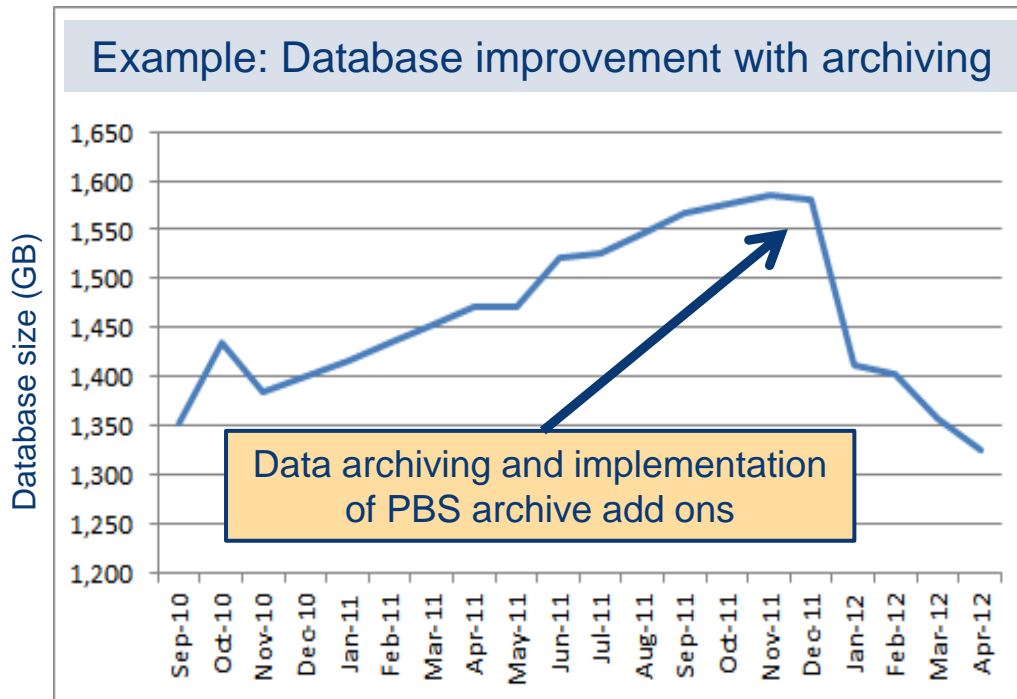 Example: Database improvement with archiving
Database size (GB)
1,650
1,600
1,550
1,500
1,450
1,400
1,350
1,300
1,250
1,200
Data archiving and implementation
of PBS archive add ons
Sep-10
Oct-10
Nov-10
Dec-10
Jan-11
Feb-11
Mar-11
Apr-11
May-11
Jun-11
Jul-11
Aug-11
Sep-11
Oct-11
Nov-11
Dec-11
Jan-12
Feb-12
Mar-12
Apr-12